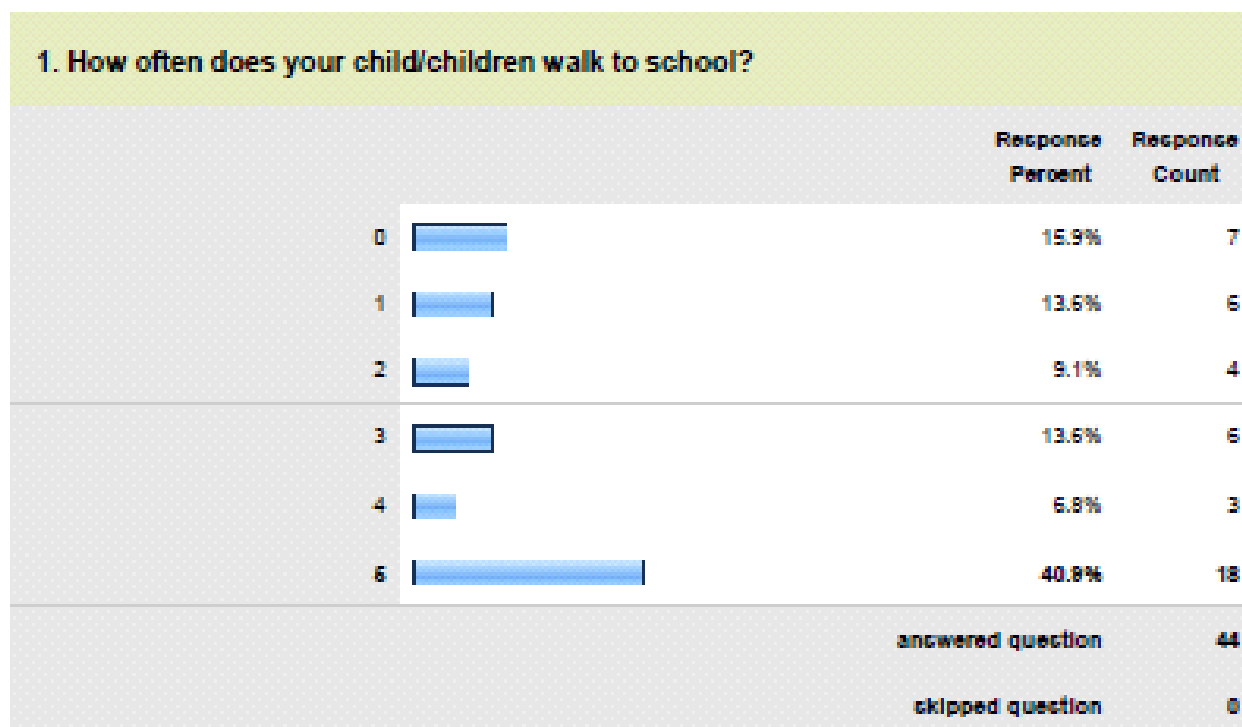 1. How often does your child/children walk to school?
Response Response
Percent Count
0 15.9% 7
1 13.6% 6
2 9.1% 4
3 13.6% 6
4 6.8% 3
5 40.9% 18
answered question 44
skipped question 0